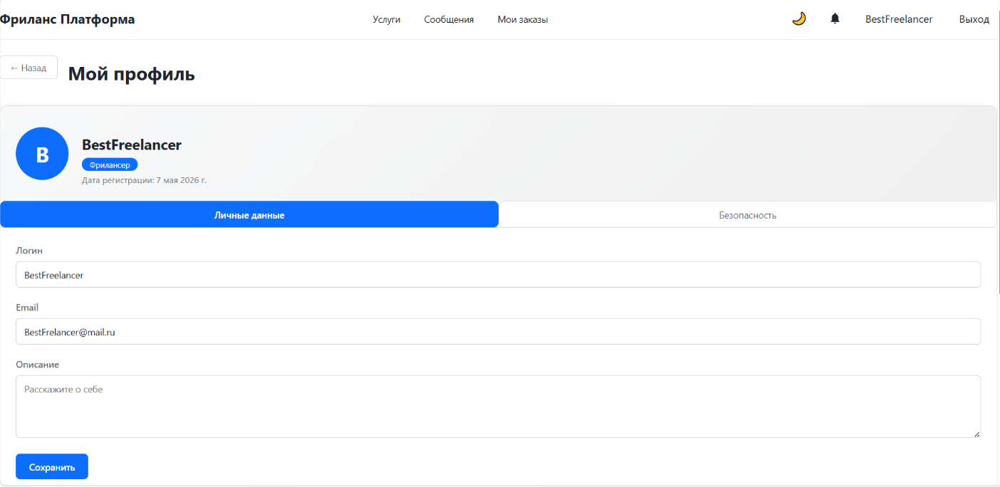 Фриланс Платформа Услуги Сообщения Мои заказы BestFreelancer Выход
← Назад Мой профиль
B
BestFreelancer
Фрилансер
Дата регистрации: 7 мая 2026 г.
Личные данные Безопасность
Логин
BestFreelancer
Email
BestFrelancer@mail.ru
Описание
Расскажите о себе
Сохранить